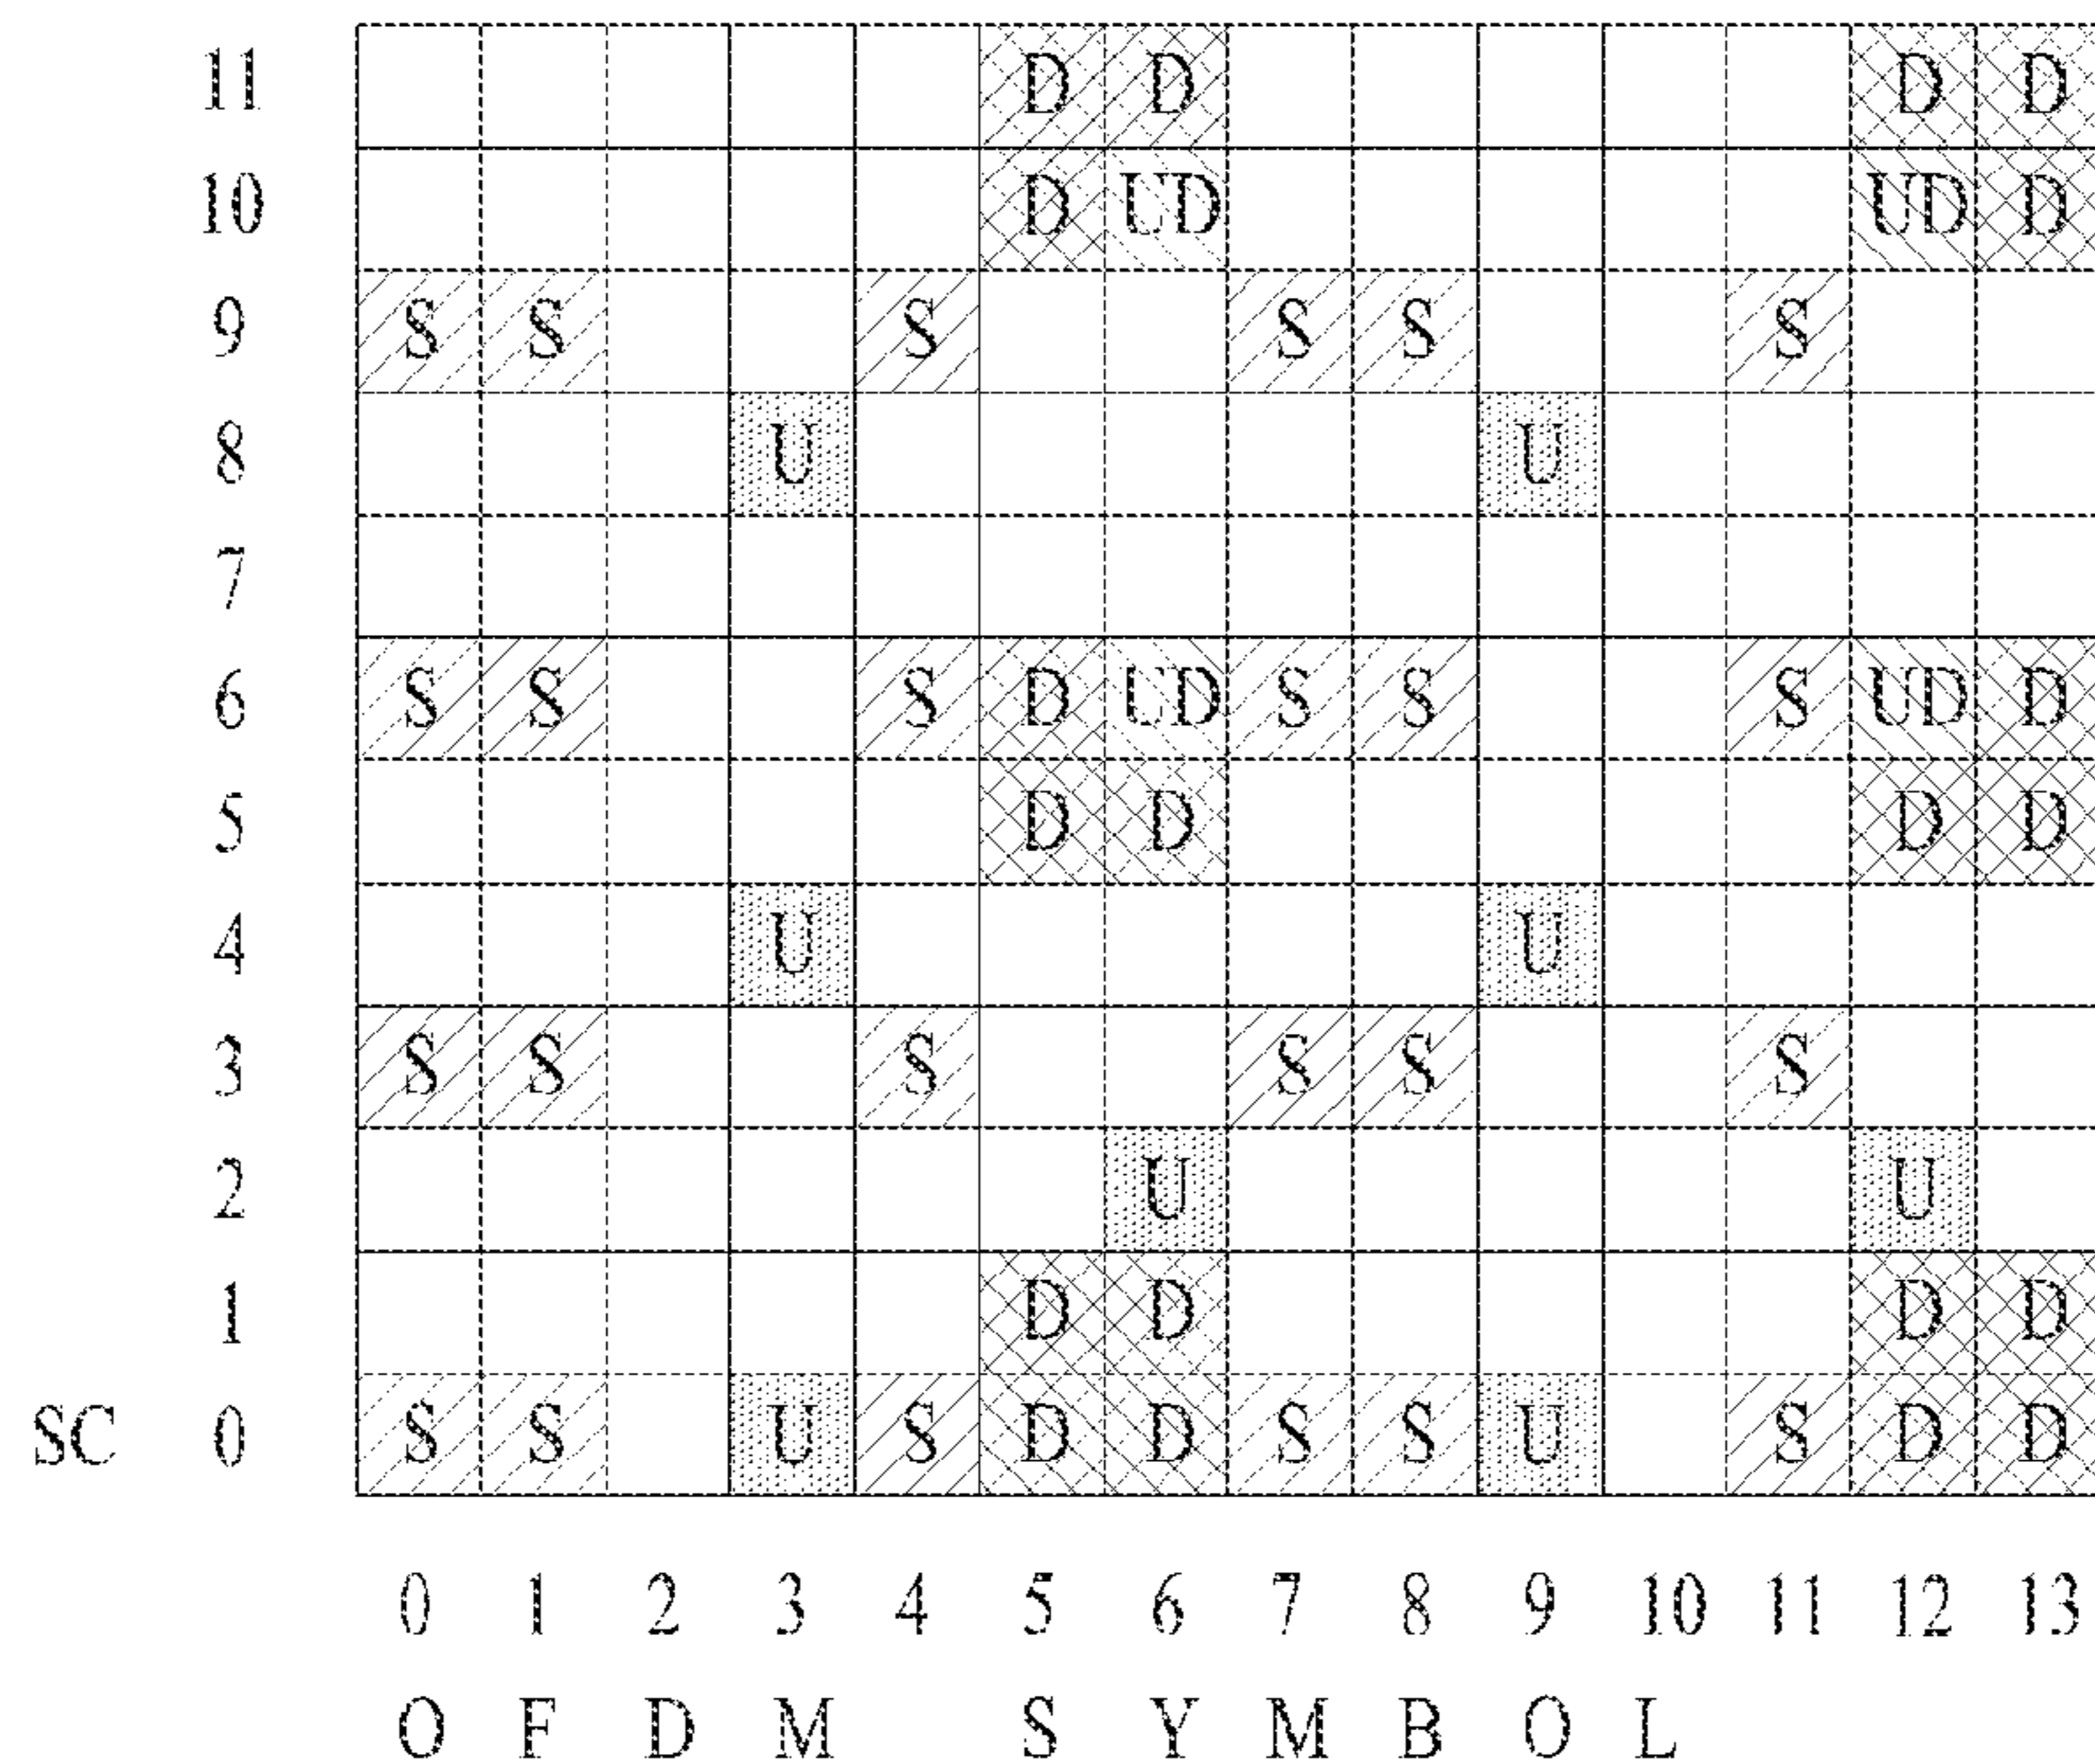 11 D D D D
10 D UD UD D
9 S S S S S S
8 U U
7
6 S S S D UD S S S UD D
5 D D D D
4 U U
3 S S S S S S
2 U U
1 D D D D
SC 0 S S U S D D S S U S D D
0 1 2 3 4 5 6 7 8 9 10 11 12 13
O F D M S Y M B O L